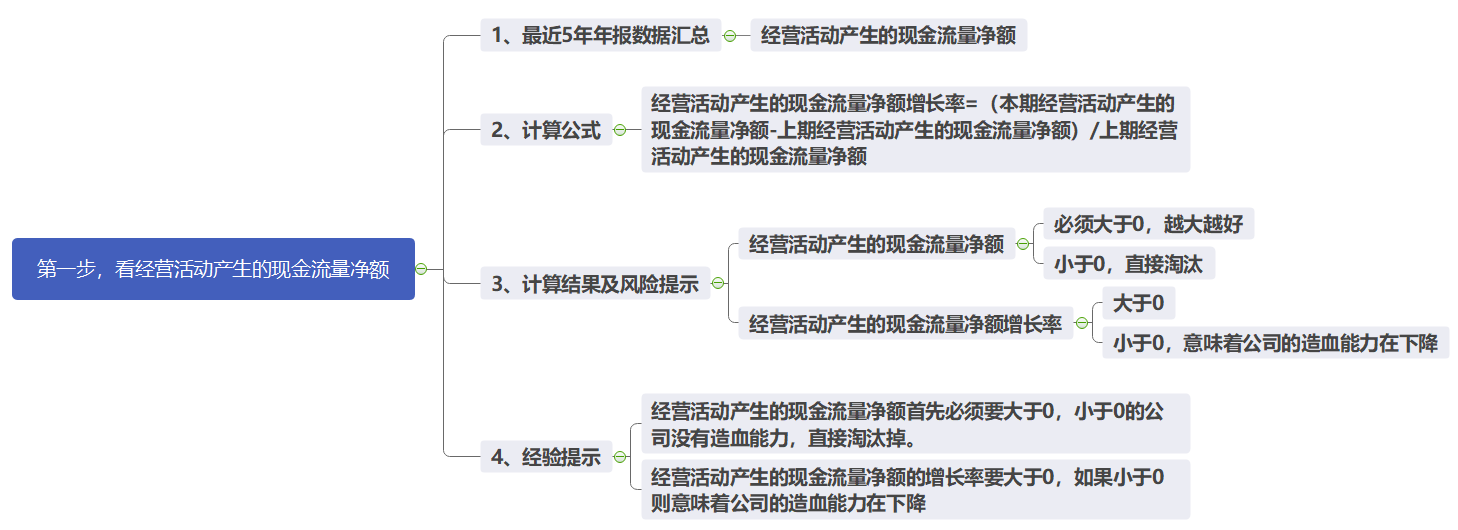 第一步，看经营活动产生的现金流量净额
1、最近5年年报数据汇总
经营活动产生的现金流量净额
2、计算公式
经营活动产生的现金流量净额增长率=（本期经营活动产生的
现金流量净额-上期经营活动产生的现金流量净额）/上期经营
活动产生的现金流量净额
3、计算结果及风险提示
经营活动产生的现金流量净额
必须大于0，越大越好
小于0，直接淘汰
经营活动产生的现金流量净额增长率
大于0
小于0，意味着公司的造血能力在下降
4、经验提示
经营活动产生的现金流量净额首先必须要大于0，小于0的公
司没有造血能力，直接淘汰掉。
经营活动产生的现金流量净额的增长率要大于0，如果小于0
则意味着公司的造血能力在下降